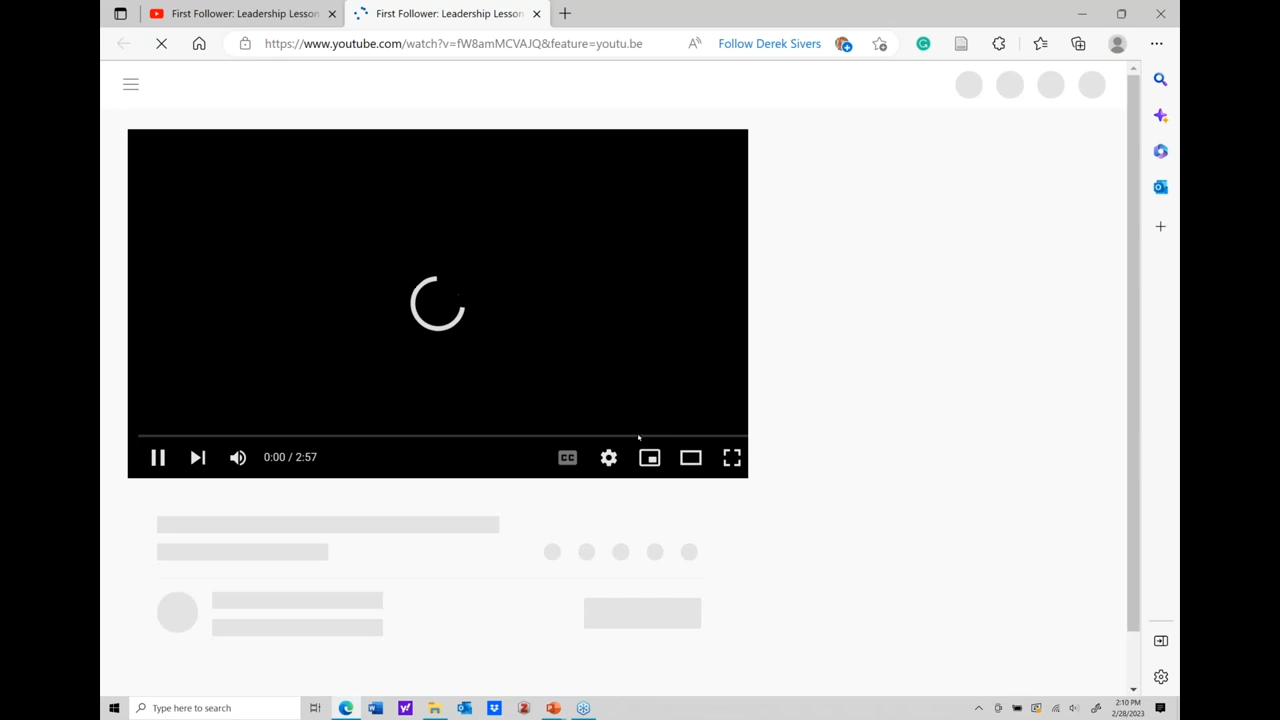 First Follower: Leadership Lesson
First Follower: Leadership Lesson
https://www.youtube.com/watch?v=fW8amMCVAJQ&feature=youtu.be
Follow Derek Sivers
0:00 / 2:57
CC
Type here to search
2:10 PM
2/28/2023